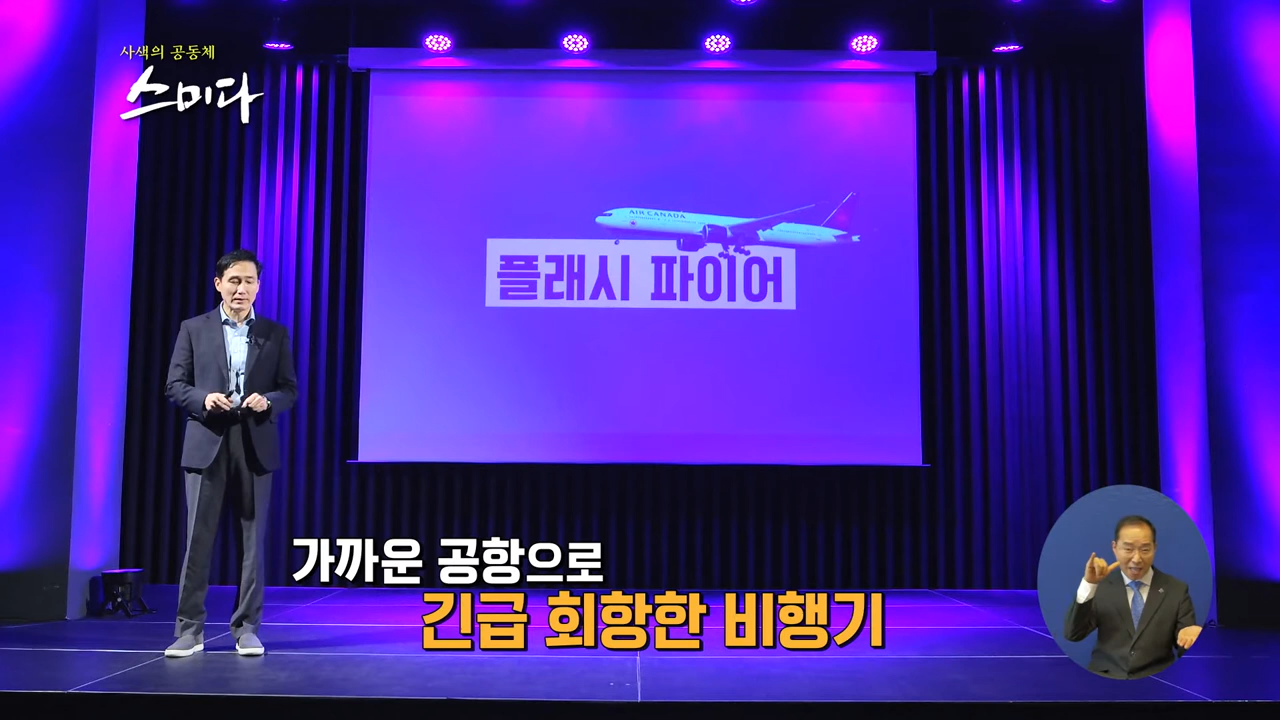 사색의 공동체
스미다
AIR CANADA
플래시 파이어
가까운 공항으로
긴급 회항한 비행기